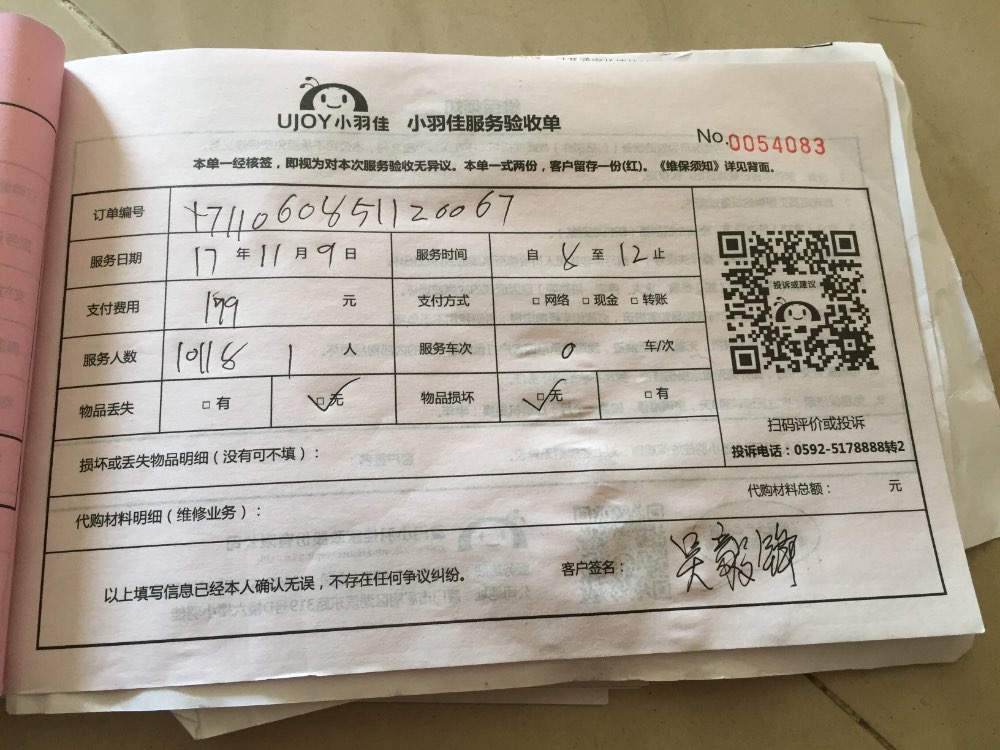 UJOY小羽佳 小羽佳服务验收单
No.0054083
本单一经核签，即视为对本次服务验收无异议。本单一式两份，客户留存一份(红)。《维保须知》详见背面。
订单编号 1711060851120067
服务日期 17年11月9日 服务时间 自8至12止
支付费用 199 元 支付方式 □网络 □现金 □转账
服务人数 10118 1 人 服务车次 0 车/次
物品丢失 □有 ☑无 物品损坏 ☑无 □有
投诉或建议
扫码评价或投诉
投诉电话：0592-5178888转2
损坏或丢失物品明细（没有可不填）：
代购材料明细（维修业务）： 代购材料总额： 元
以上填写信息已经本人确认无误，不存在任何争议纠纷。 客户签名： 吴毅